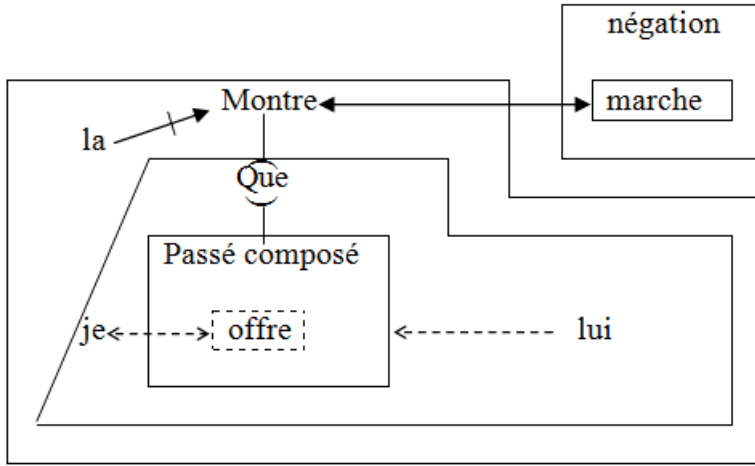 négation
Montre marche
la
Que
Passé composé
je offre lui